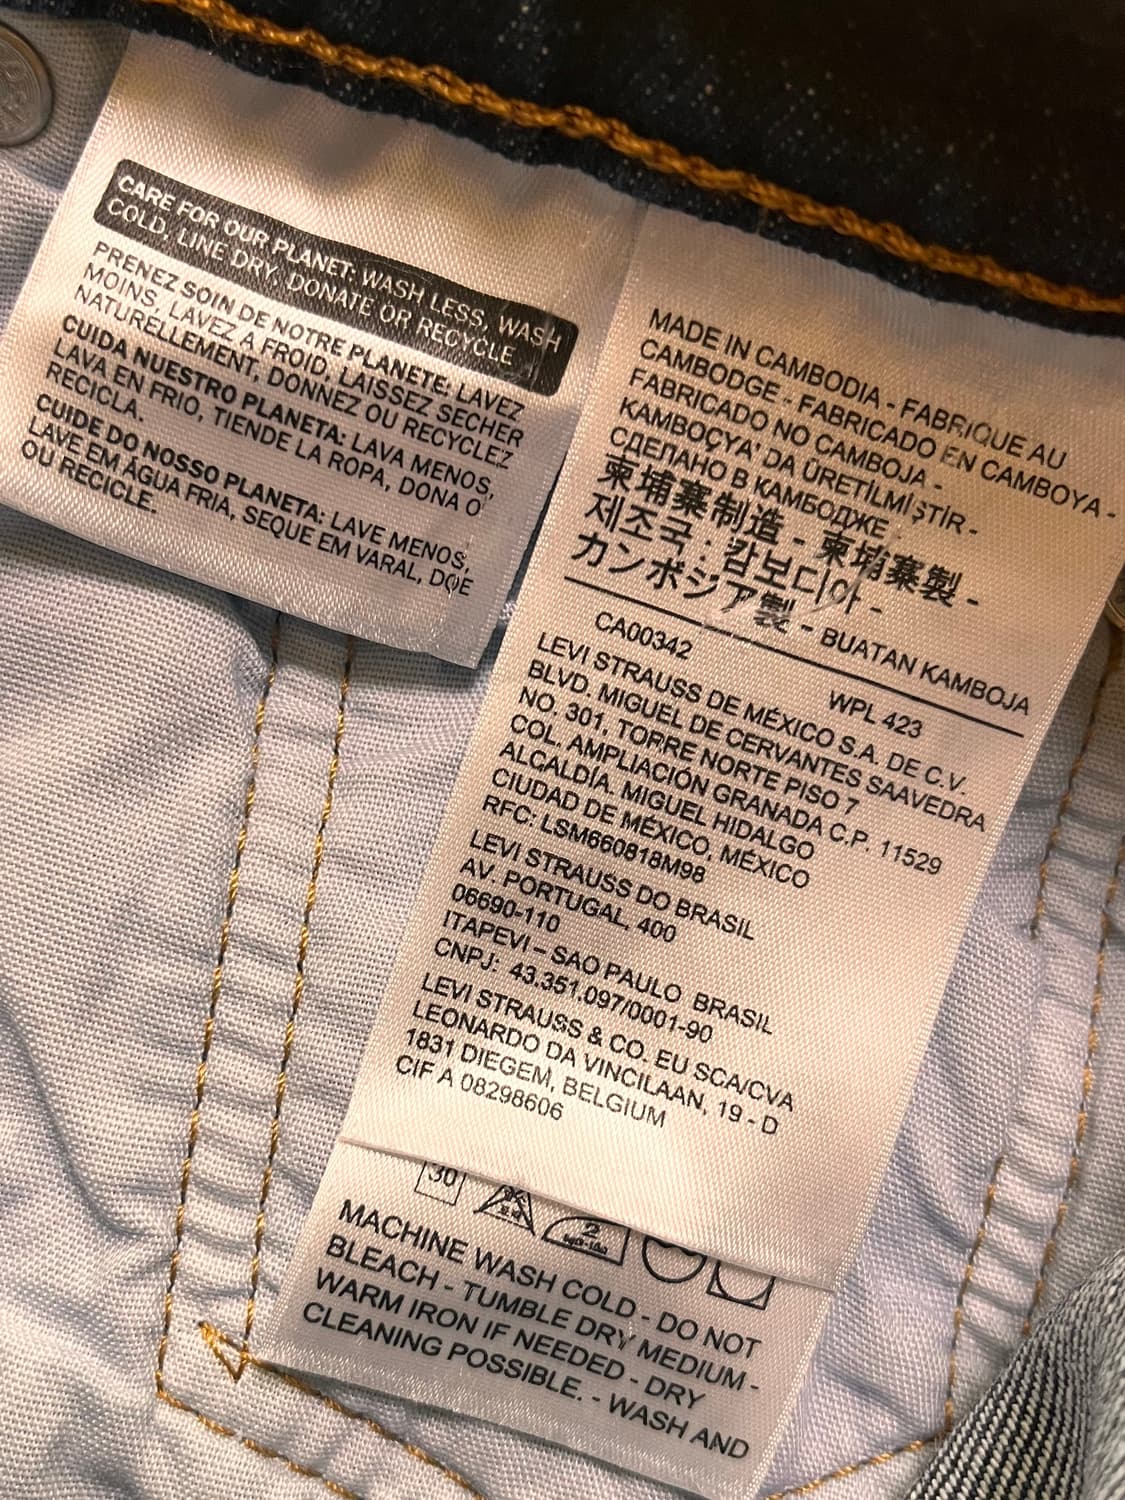 CARE FOR OUR PLANET: WASH LESS, WASH
COLD, LINE DRY, DONATE OR RECYCLE
PRENEZ SOIN DE NOTRE PLANETE: LAVEZ
MOINS, LAVEZ À FROID, LAISSEZ SECHER
NATURELLEMENT, DONNEZ OU RECYCLEZ
CUIDA NUESTRO PLANETA: LAVA MENOS,
LAVA EN FRIO, TIENDE LA ROPA, DONA O
RECICLA.
CUIDE DO NOSSO PLANETA: LAVE MENOS,
LAVE EM ÁGUA FRIA, SEQUE EM VARAL, DOE
OU RECICLE.
MADE IN CAMBODIA - FABRIQUE AU
CAMBODGE - FABRICADO EN CAMBOYA -
FABRICADO NO CAMBOJA -
KAMBOÇYA' DA ÜRETİLMİŞTİR -
СДЕЛАНО В КАМБОДЖЕ -
柬埔寨制造 - 柬埔寨製 -
제조국 : 캄보디아 -
カンボジア製 - BUATAN KAMBOJA
CA00342 WPL 423
LEVI STRAUSS DE MÉXICO S.A. DE C.V.
BLVD. MIGUEL DE CERVANTES SAAVEDRA
NO. 301, TORRE NORTE PISO 7
COL. AMPLIACIÓN GRANADA C.P. 11529
ALCALDÍA. MIGUEL HIDALGO
CIUDAD DE MÉXICO, MÉXICO
RFC: LSM660818M98
LEVI STRAUSS DO BRASIL
AV. PORTUGAL, 400
06690-110
ITAPEVI – SAO PAULO BRASIL
CNPJ: 43.351.097/0001-90
LEVI STRAUSS & CO. EU SCA/CVA
LEONARDO DA VINCILAAN, 19 - D
1831 DIEGEM, BELGIUM
CIF A 08298606
30
2
MACHINE WASH COLD - DO NOT
BLEACH - TUMBLE DRY MEDIUM -
WARM IRON IF NEEDED - DRY
CLEANING POSSIBLE. - WASH AND